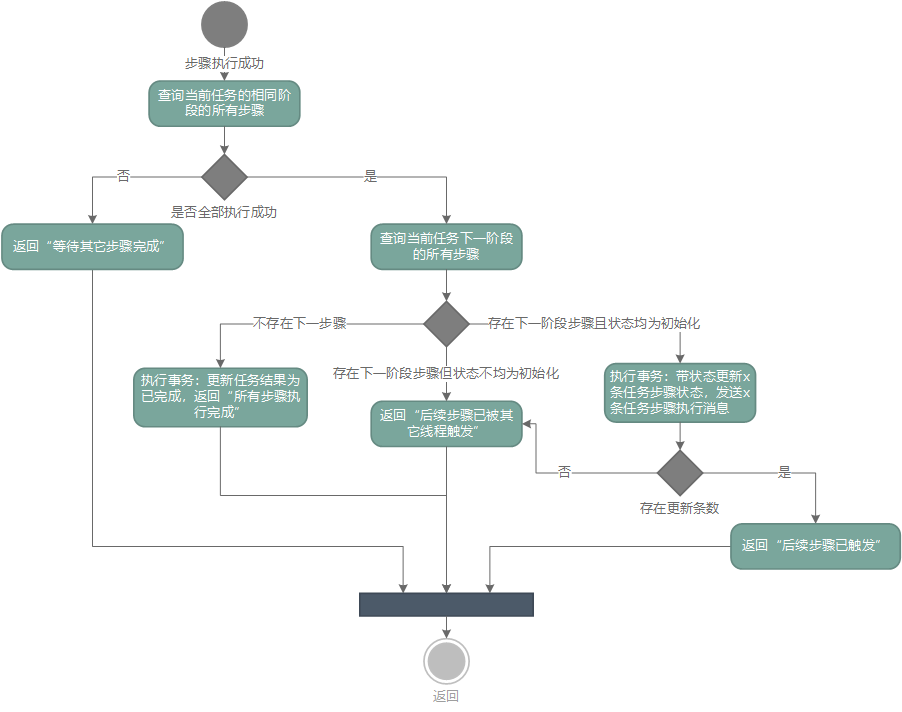 步骤执行成功
查询当前任务的相同阶
段的所有步骤
否
是
是否全部执行成功
返回“等待其它步骤完成”
查询当前任务下一阶段
的所有步骤
不存在下一步骤
存在下一阶段步骤且状态均为初始化
存在下一阶段步骤但状态不均为初始化
执行事务：更新任务结果为
已完成，返回“所有步骤执
行完成”
执行事务：带状态更新x
条任务步骤状态，发送x
条任务步骤执行消息
返回“后续步骤已被其
它线程触发”
否
是
存在更新条数
返回“后续步骤已触发”
返回